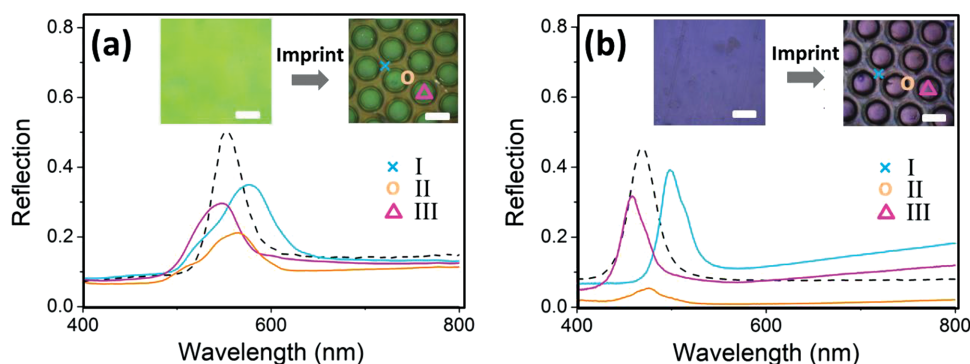 (a)
Imprint
× I
O II
△ III
Reflection
0.8
0.6
0.4
0.2
0.0
400
600
800
Wavelength (nm)
(b)
Imprint
× I
O II
△ III
Reflection
0.8
0.6
0.4
0.2
0.0
400
600
800
Wavelength (nm)